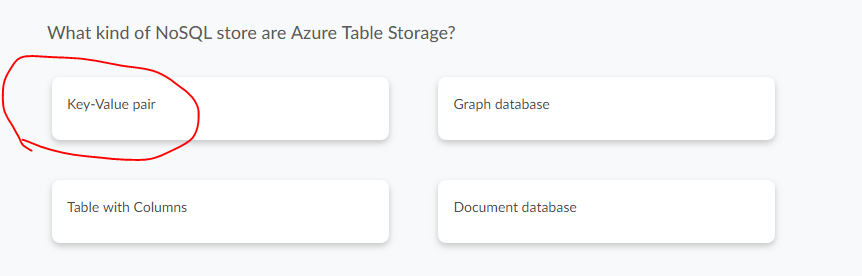 What kind of NoSQL store are Azure Table Storage?
Key-Value pair
Graph database
Table with Columns
Document database